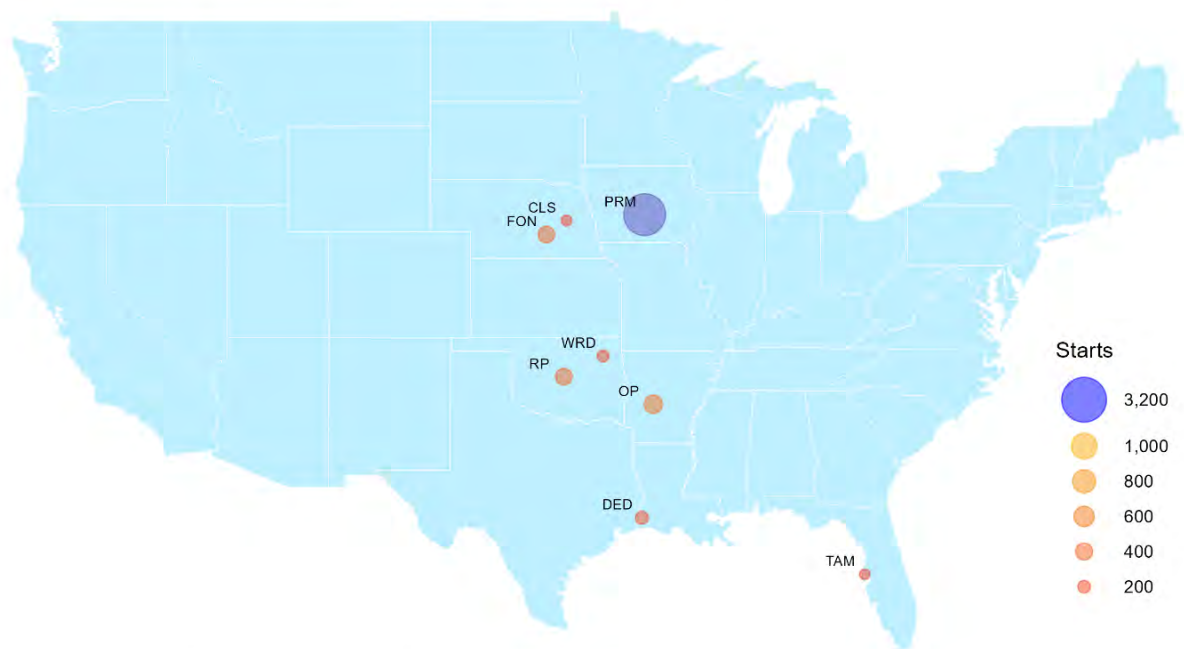 PRM
CLS
FON
WRD
RP
OP
DED
TAM
Starts
3,200
1,000
800
600
400
200